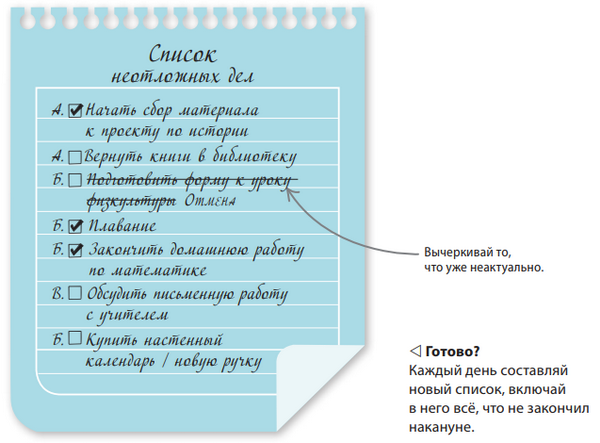 Список
неотложных дел
А. Начать сбор материала
к проекту по истории
А. Вернуть книги в библиотеку
Б. Подготовить форму к уроку
физкультуры Отмена
Б. Плавание
Б. Закончить домашнюю работу
по математике
В. Обсудить письменную работу
с учителем
Б. Купить настенный
календарь / новую ручку
Вычеркивай то,
что уже неактуально.
Готово?
Каждый день составляй
новый список, включай
в него всё, что не закончил
накануне.